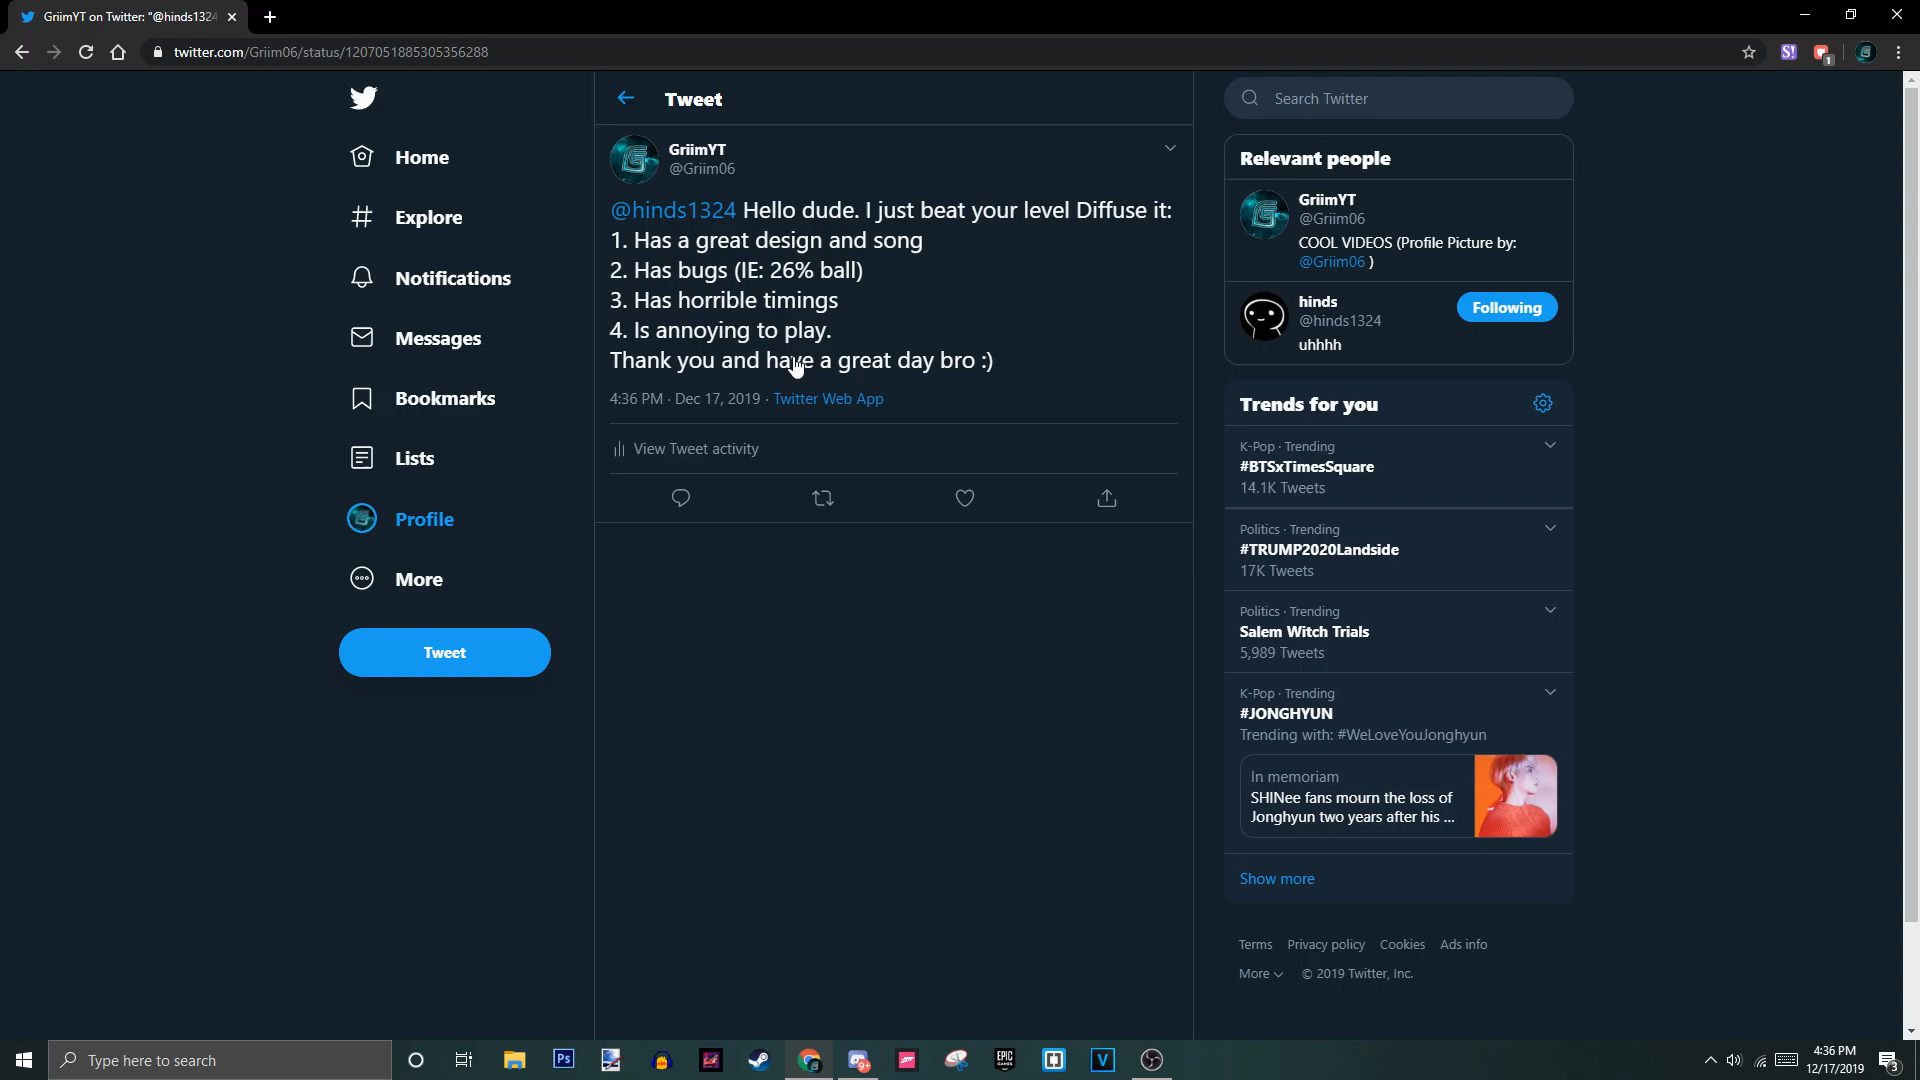 GriimYT on Twitter: "@hinds1324
twitter.com/Griim06/status/1207051885305356288
S!
1
Home
Explore
Notifications
Messages
Bookmarks
Lists
Profile
More
Tweet
Tweet
GriimYT
@Griim06
@hinds1324 Hello dude. I just beat your level Diffuse it:
1. Has a great design and song
2. Has bugs (IE: 26% ball)
3. Has horrible timings
4. Is annoying to play.
Thank you and have a great day bro :)
4:36 PM · Dec 17, 2019 · Twitter Web App
View Tweet activity
Search Twitter
Relevant people
GriimYT
@Griim06
COOL VIDEOS (Profile Picture by:
@Griim06 )
hinds
@hinds1324
Following
uhhhh
Trends for you
K-Pop · Trending
#BTSxTimesSquare
14.1K Tweets
Politics · Trending
#TRUMP2020Landside
17K Tweets
Politics · Trending
Salem Witch Trials
5,989 Tweets
K-Pop · Trending
#JONGHYUN
Trending with: #WeLoveYouJonghyun
In memoriam
SHINee fans mourn the loss of
Jonghyun two years after his ...
Show more
Terms Privacy policy Cookies Ads info
More © 2019 Twitter, Inc.
Type here to search
Ps
9+
EPIC GAMES
V
4:36 PM
12/17/2019
3